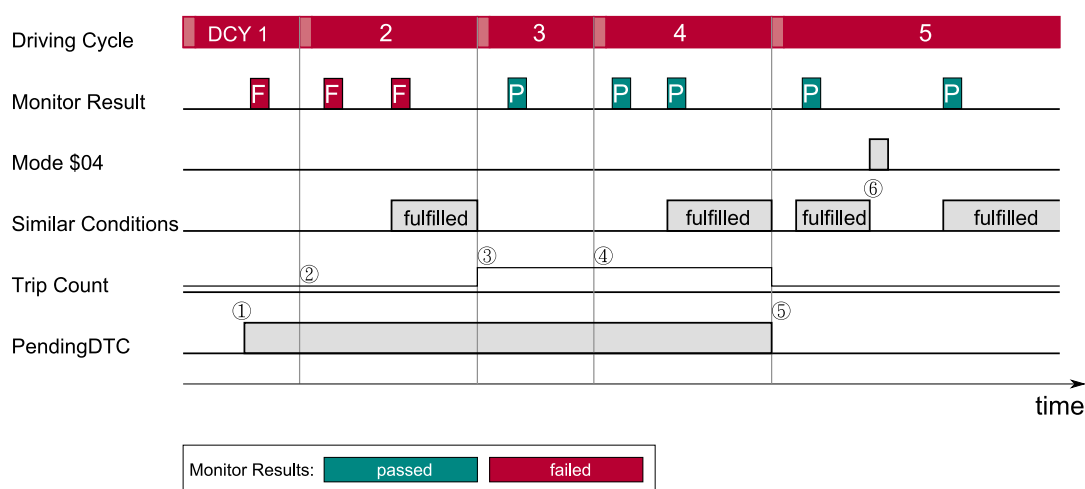 Driving Cycle DCY 1 2 3 4 5
Monitor Result F F F P P P P P
Mode $04
⑥
Similar Conditions fulfilled fulfilled fulfilled fulfilled
③ ④
Trip Count ②
① ⑤
PendingDTC
time
Monitor Results: passed failed